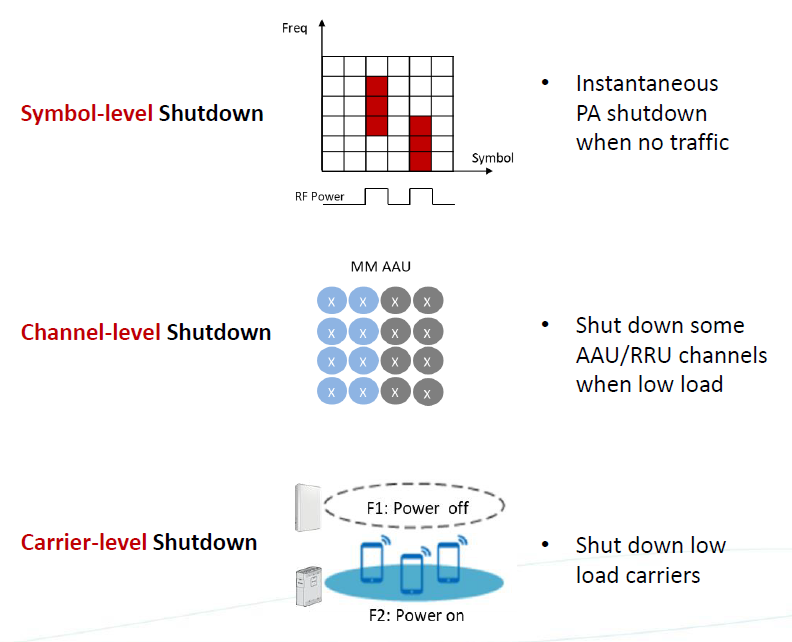 Freq
Symbol-level Shutdown
Symbol
RF Power
• Instantaneous
PA shutdown
when no traffic
MM AAU
X X X X
X X X X
X X X X
X X X X
Channel-level Shutdown
• Shut down some
AAU/RRU channels
when low load
F1: Power off
Carrier-level Shutdown
F2: Power on
• Shut down low
load carriers